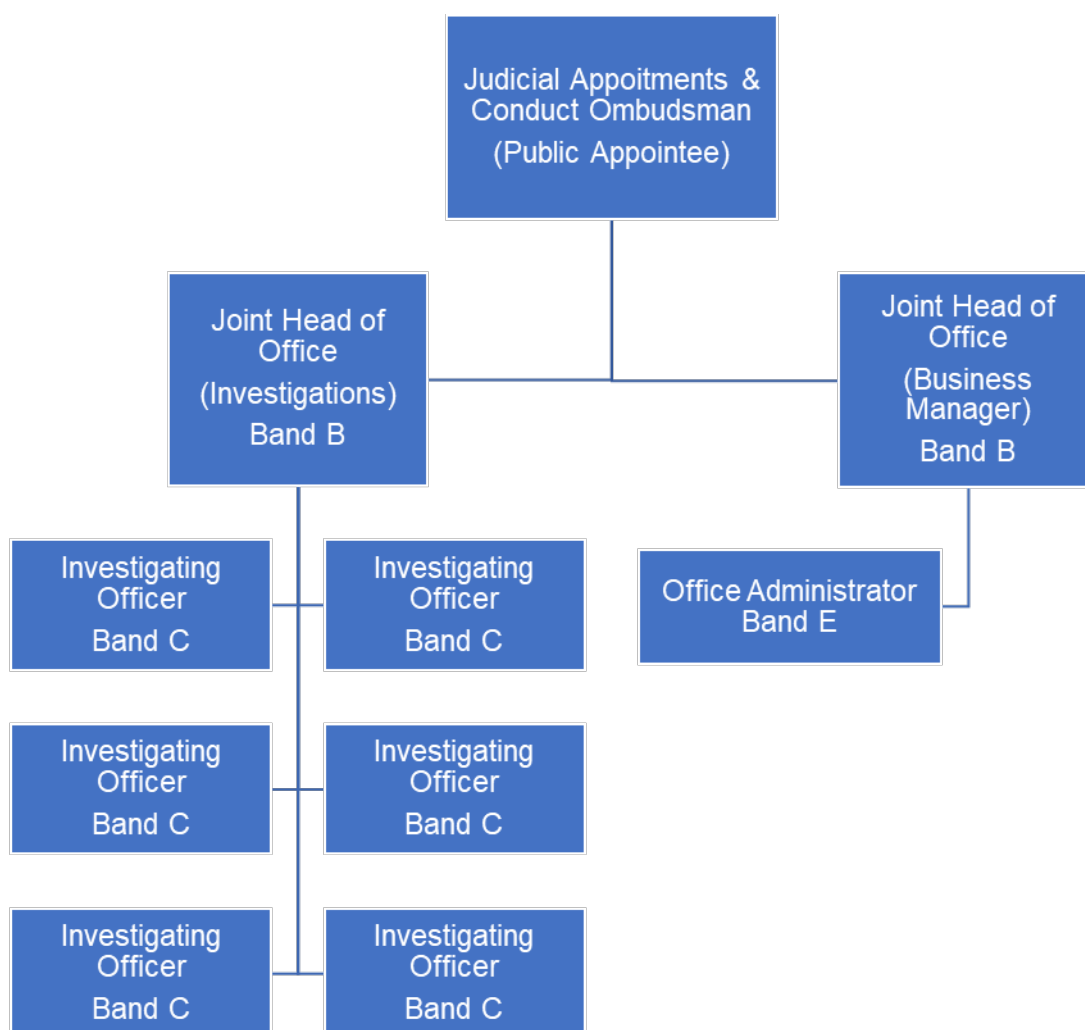 Judicial Appoitments &
Conduct Ombudsman
(Public Appointee)
Joint Head of
Office
(Investigations)
Band B
Joint Head of
Office
(Business
Manager)
Band B
Investigating
Officer
Band C
Investigating
Officer
Band C
Office Administrator
Band E
Investigating
Officer
Band C
Investigating
Officer
Band C
Investigating
Officer
Band C
Investigating
Officer
Band C